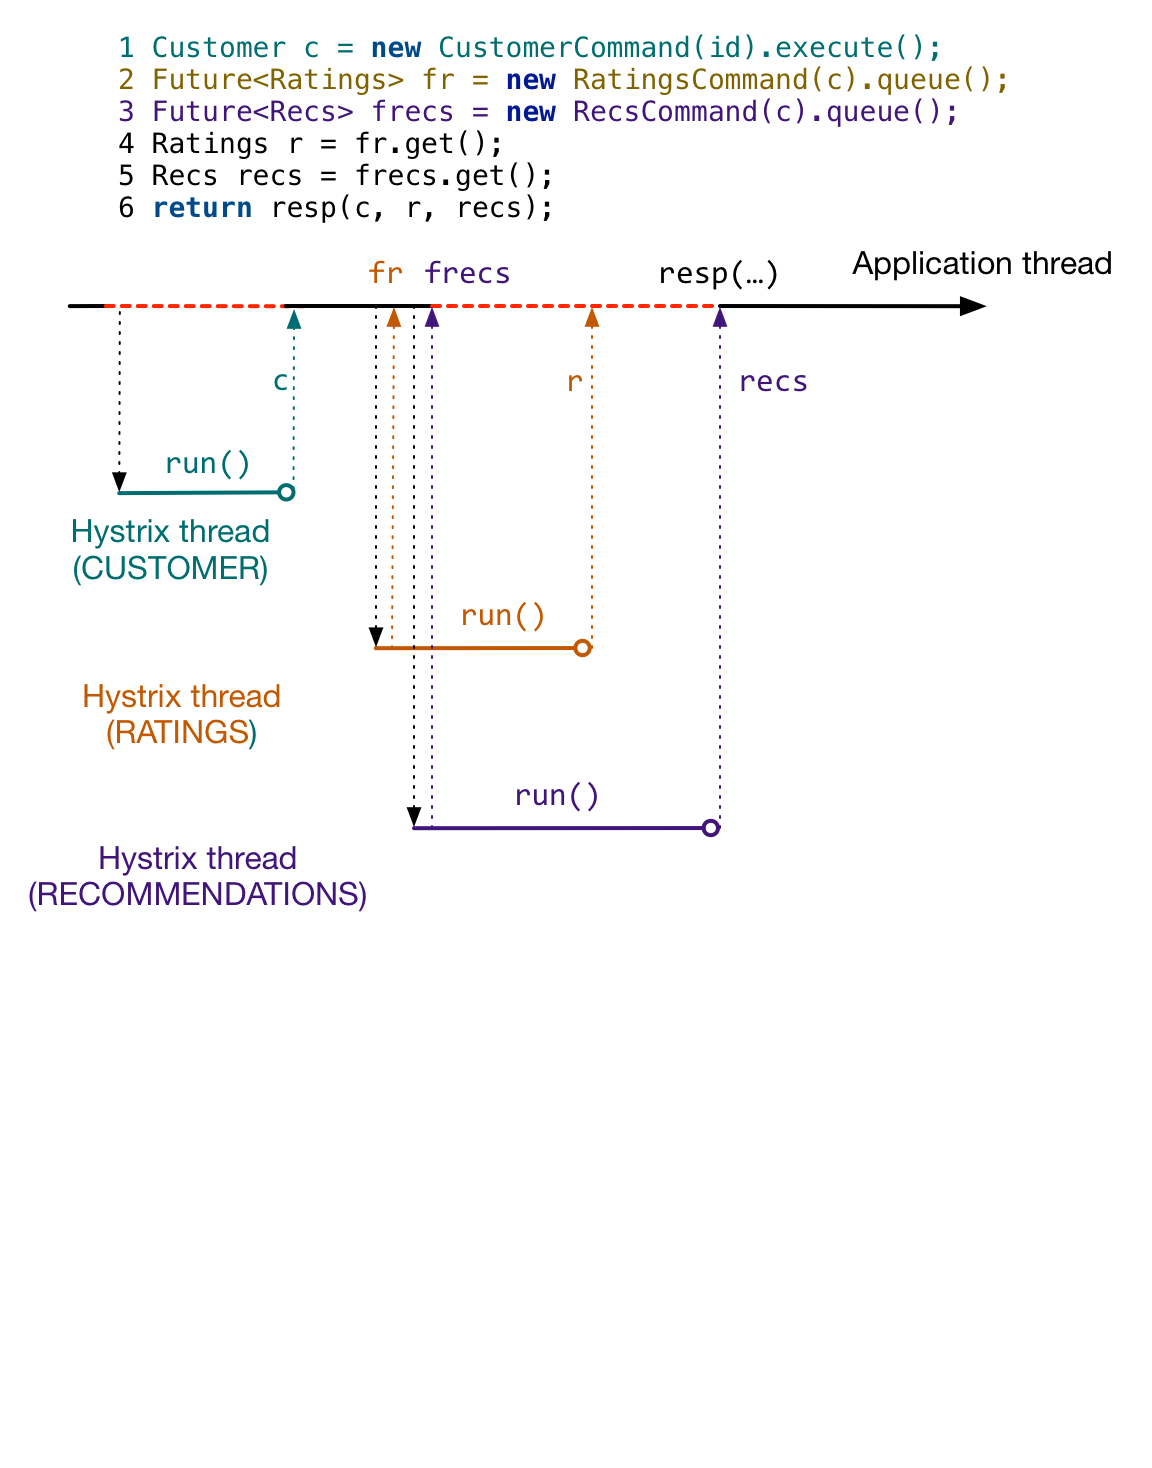 1 Customer c = new CustomerCommand(id).execute();
2 Future<Ratings> fr = new RatingsCommand(c).queue();
3 Future<Recs> frecs = new RecsCommand(c).queue();
4 Ratings r = fr.get();
5 Recs recs = frecs.get();
6 return resp(c, r, recs);
fr frecs resp(…) Application thread
c r recs
run()
Hystrix thread
(CUSTOMER)
run()
Hystrix thread
(RATINGS)
run()
Hystrix thread
(RECOMMENDATIONS)